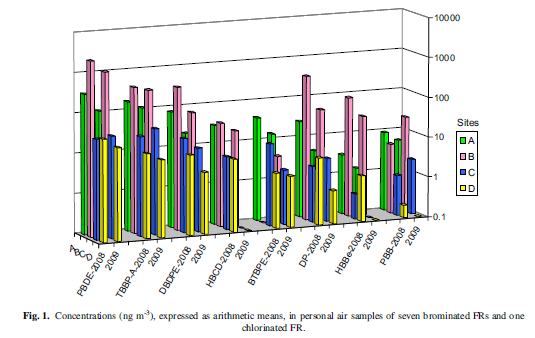 10000
1000
100
10
1
0.1
Sites
A
B
C
D
A
B
C
D
PBDE-2008
2009
TBBP-A-2008
2009
DBDPE-2008
2009
HBCD-2008
2009
BTBPE-2008
2009
DP-2008
2009
HBBe-2008
2009
PBB-2008
2009
Fig. 1. Concentrations (ng m-3), expressed as arithmetic means, in personal air samples of seven brominated FRs and one
chlorinated FR.